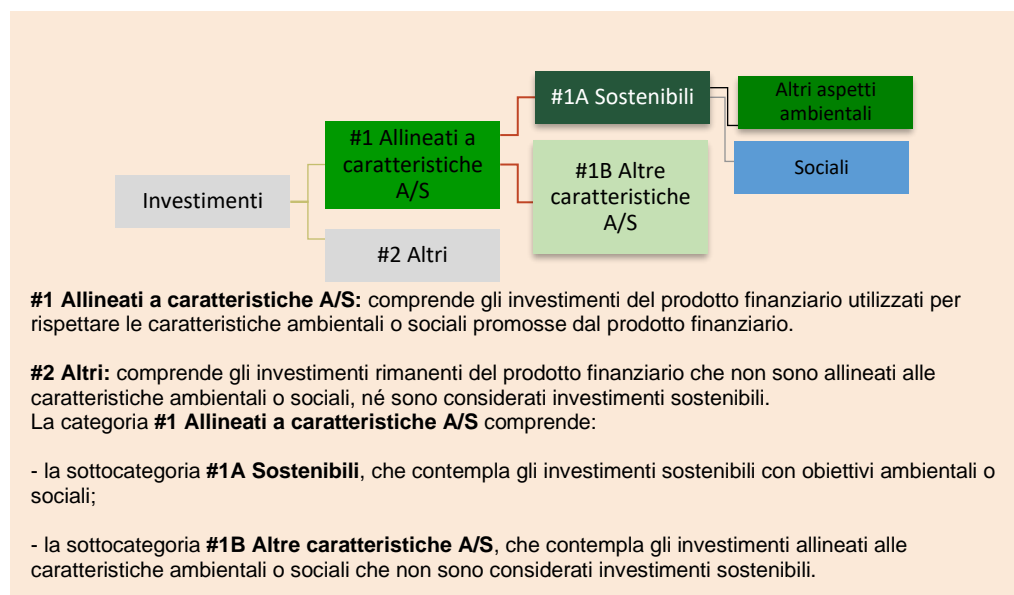 #1A Sostenibili
Altri aspetti
ambientali
#1 Allineati a
caratteristiche
A/S
Sociali
#1B Altre
caratteristiche
A/S
Investimenti
#2 Altri
#1 Allineati a caratteristiche A/S: comprende gli investimenti del prodotto finanziario utilizzati per
rispettare le caratteristiche ambientali o sociali promosse dal prodotto finanziario.
#2 Altri: comprende gli investimenti rimanenti del prodotto finanziario che non sono allineati alle
caratteristiche ambientali o sociali, né sono considerati investimenti sostenibili.
La categoria #1 Allineati a caratteristiche A/S comprende:
- la sottocategoria #1A Sostenibili, che contempla gli investimenti sostenibili con obiettivi ambientali o
sociali;
- la sottocategoria #1B Altre caratteristiche A/S, che contempla gli investimenti allineati alle
caratteristiche ambientali o sociali che non sono considerati investimenti sostenibili.